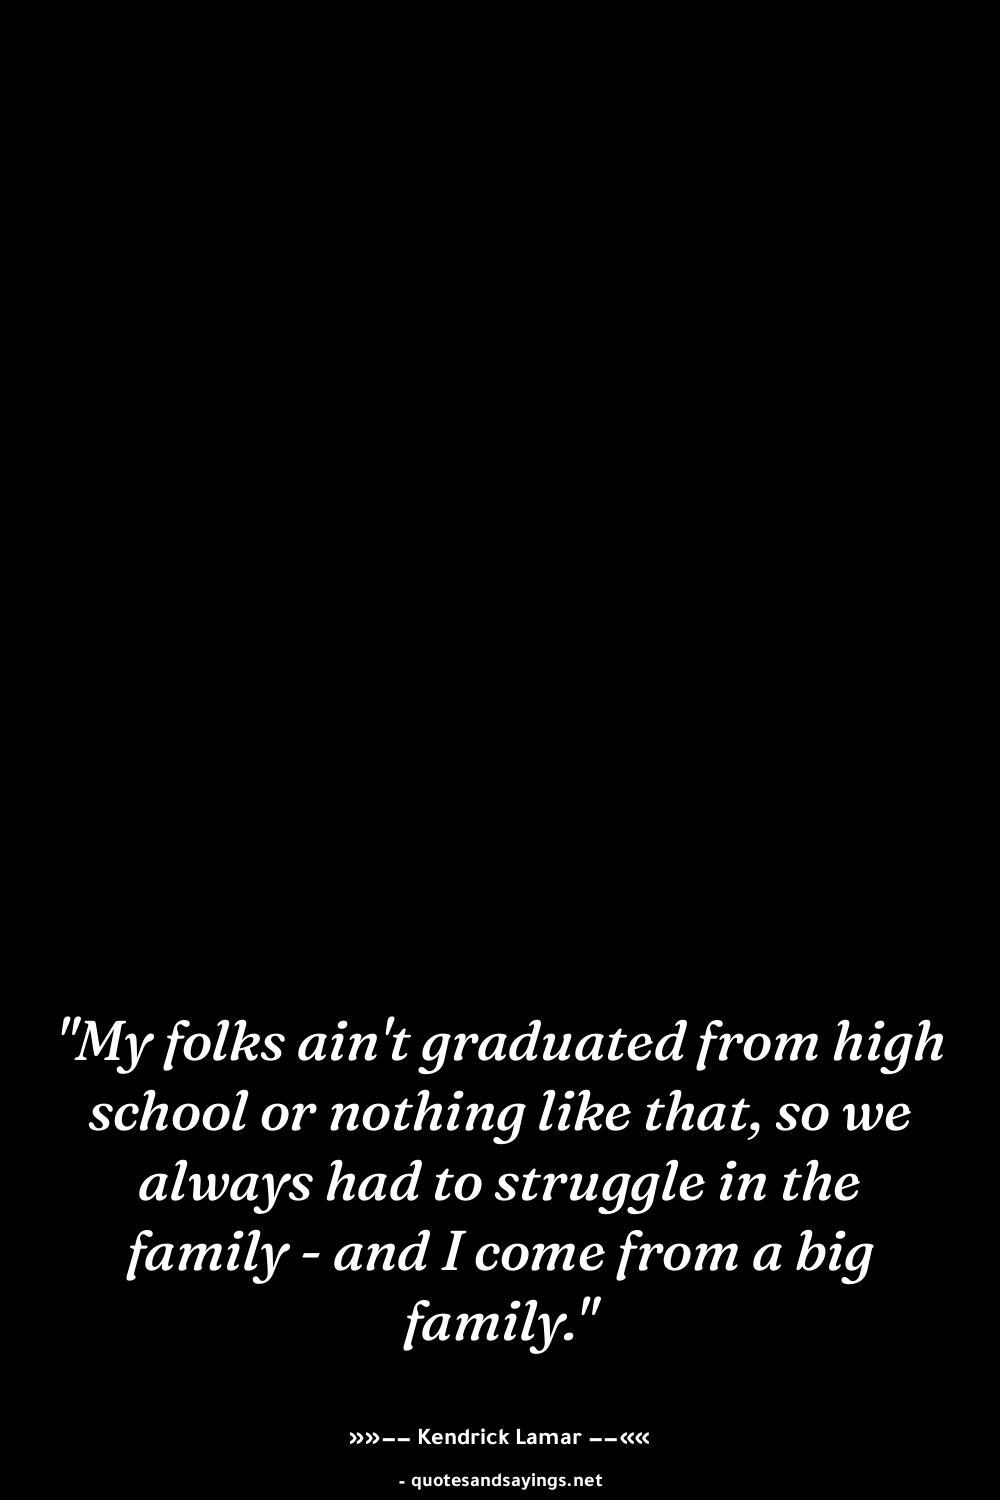 "My folks ain't graduated from high
school or nothing like that, so we
always had to struggle in the
family - and I come from a big
family."
»»—— Kendrick Lamar ——««
- quotesandsayings.net